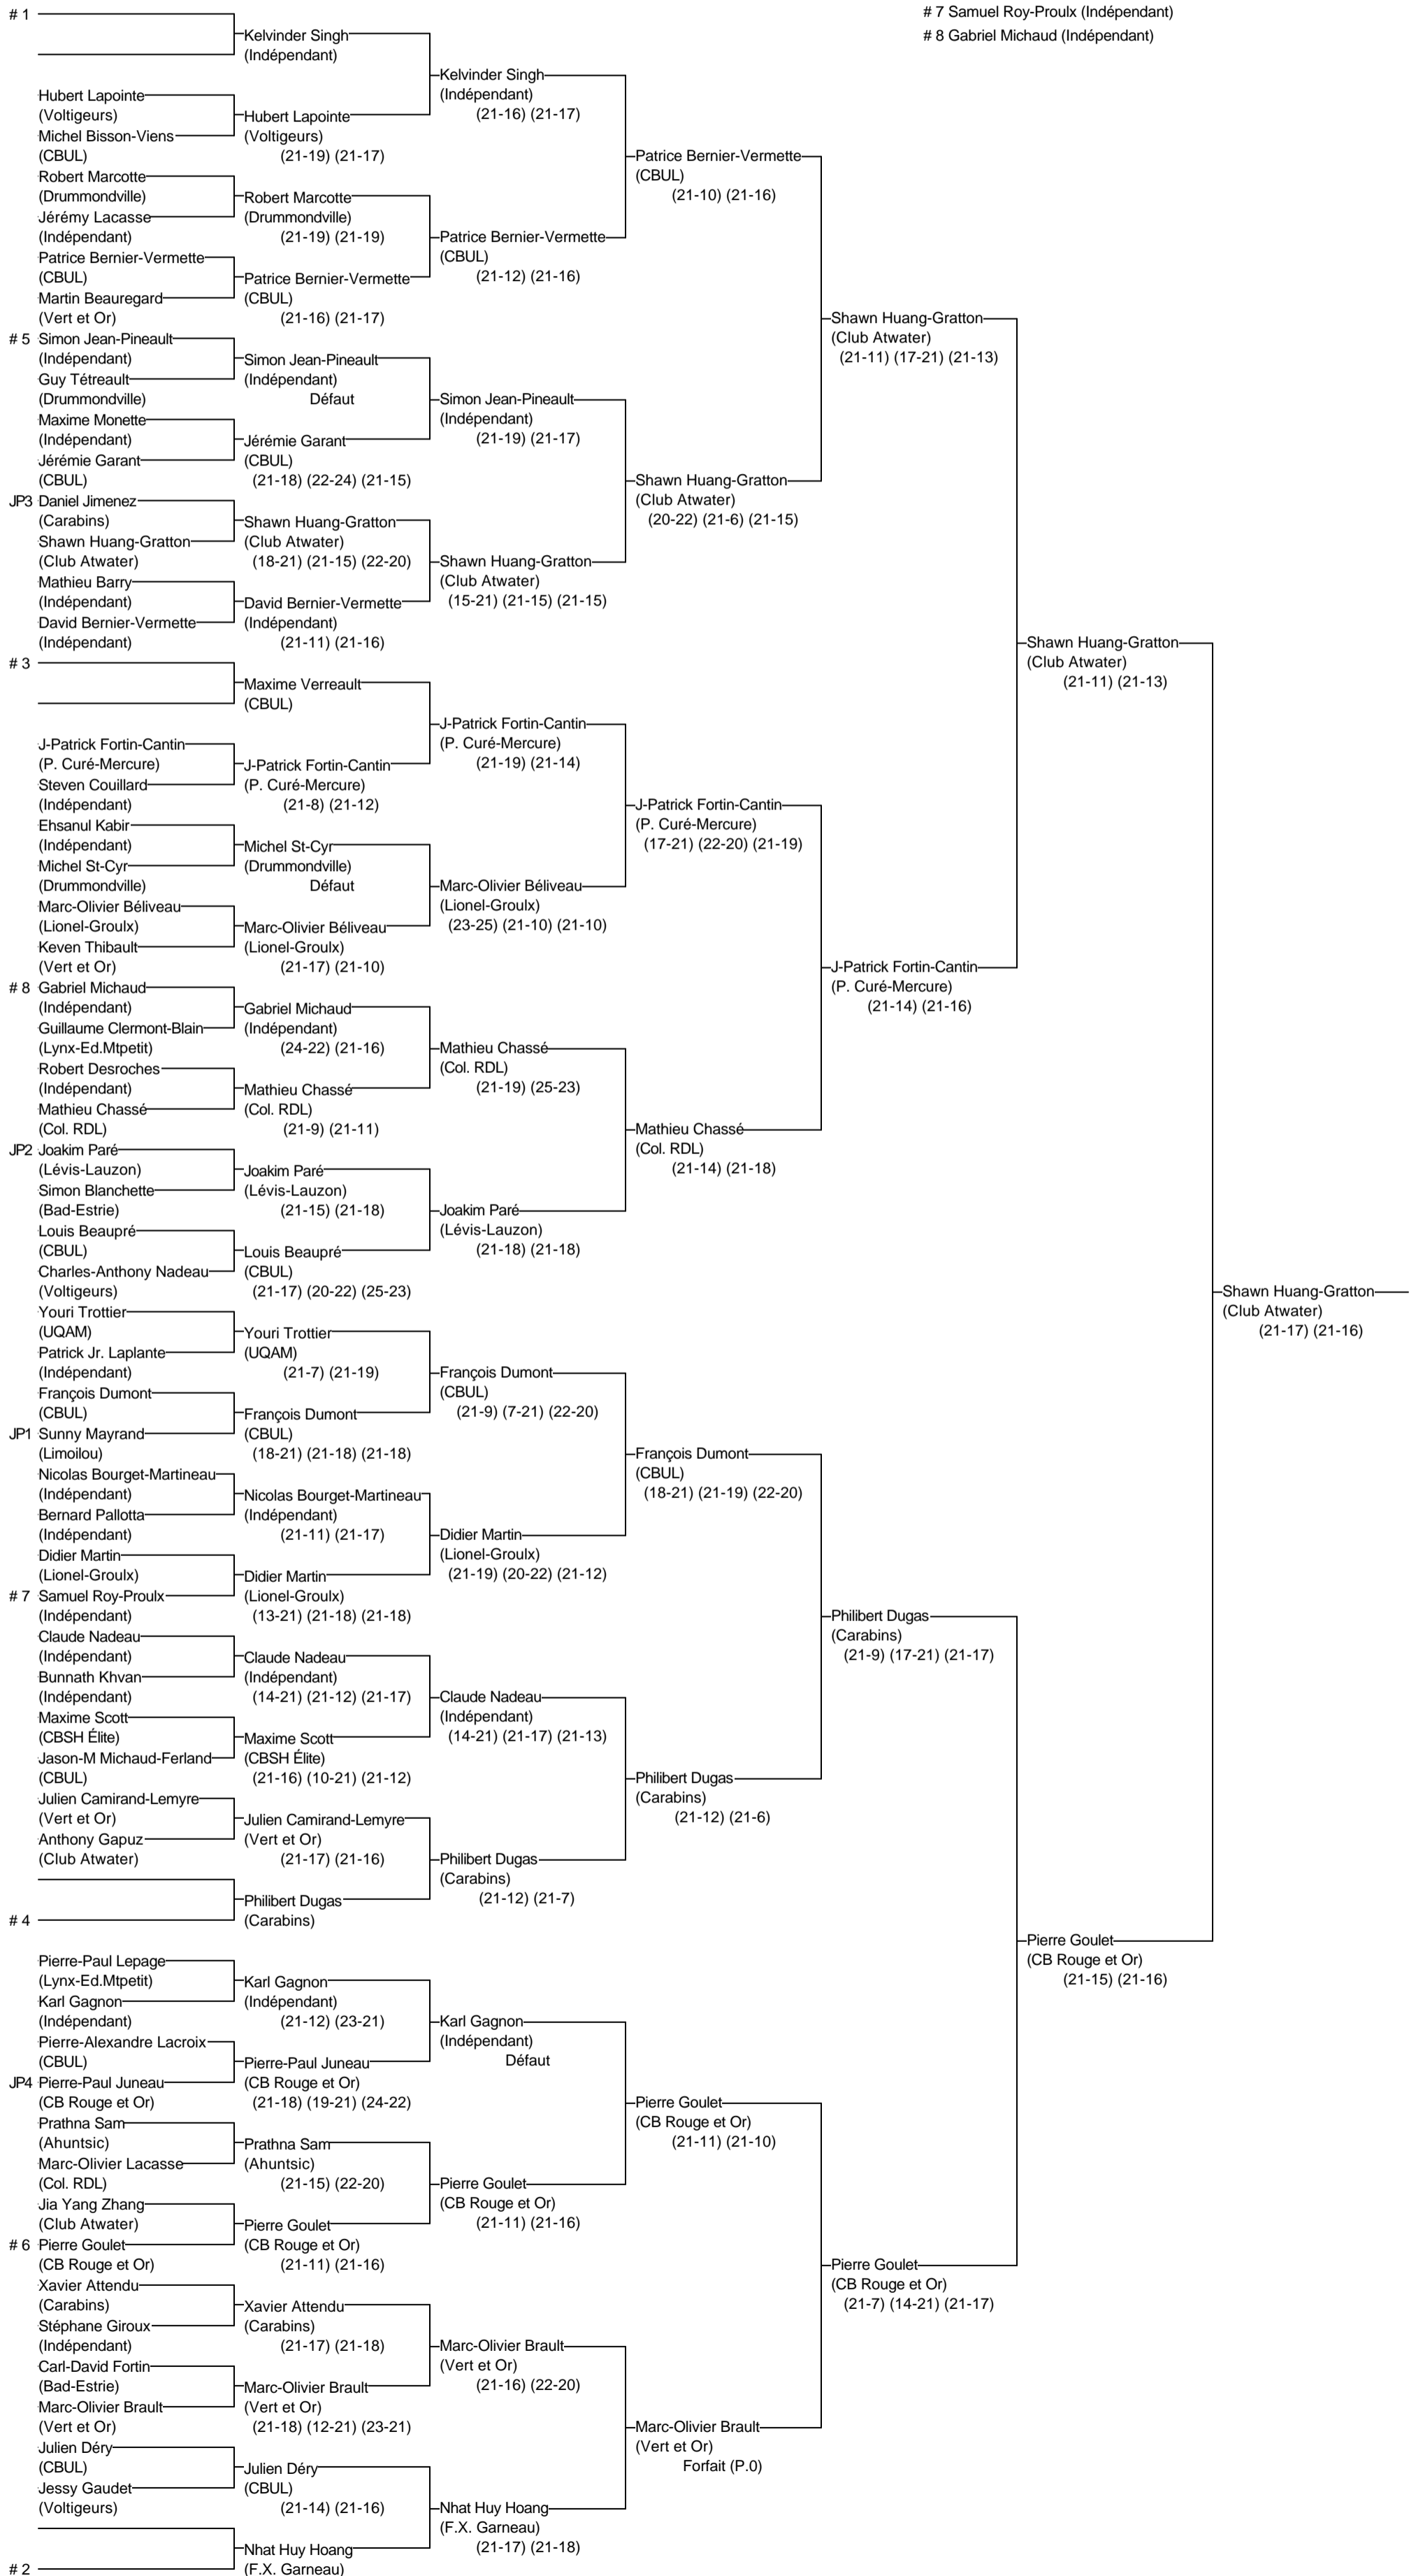 # 7 Samuel Roy-Proulx (Indépendant)
# 8 Gabriel Michaud (Indépendant)
# 1
Hubert Lapointe
(Voltigeurs)
Michel Bisson-Viens
(CBUL)
Robert Marcotte
(Drummondville)
Jérémy Lacasse
(Indépendant)
Patrice Bernier-Vermette
(CBUL)
Martin Beauregard
(Vert et Or)
# 5 Simon Jean-Pineault
(Indépendant)
Guy Tétreault
(Drummondville)
Maxime Monette
(Indépendant)
Jérémie Garant
(CBUL)
JP3 Daniel Jimenez
(Carabins)
Shawn Huang-Gratton
(Club Atwater)
Mathieu Barry
(Indépendant)
David Bernier-Vermette
(Indépendant)
# 3
J-Patrick Fortin-Cantin
(P. Curé-Mercure)
Steven Couillard
(Indépendant)
Ehsanul Kabir
(Indépendant)
Michel St-Cyr
(Drummondville)
Marc-Olivier Béliveau
(Lionel-Groulx)
Keven Thibault
(Vert et Or)
# 8 Gabriel Michaud
(Indépendant)
Guillaume Clermont-Blain
(Lynx-Ed.Mtpetit)
Robert Desroches
(Indépendant)
Mathieu Chassé
(Col. RDL)
JP2 Joakim Paré
(Lévis-Lauzon)
Simon Blanchette
(Bad-Estrie)
Louis Beaupré
(CBUL)
Charles-Anthony Nadeau
(Voltigeurs)
Youri Trottier
(UQAM)
Patrick Jr. Laplante
(Indépendant)
François Dumont
(CBUL)
JP1 Sunny Mayrand
(Limoilou)
Nicolas Bourget-Martineau
(Indépendant)
Bernard Pallotta
(Indépendant)
Didier Martin
(Lionel-Groulx)
# 7 Samuel Roy-Proulx
(Indépendant)
Claude Nadeau
(Indépendant)
Bunnath Khvan
(Indépendant)
Maxime Scott
(CBSH Élite)
Jason-M Michaud-Ferland
(CBUL)
Julien Camirand-Lemyre
(Vert et Or)
Anthony Gapuz
(Club Atwater)
# 4
Pierre-Paul Lepage
(Lynx-Ed.Mtpetit)
Karl Gagnon
(Indépendant)
Pierre-Alexandre Lacroix
(CBUL)
JP4 Pierre-Paul Juneau
(CB Rouge et Or)
Prathna Sam
(Ahuntsic)
Marc-Olivier Lacasse
(Col. RDL)
Jia Yang Zhang
(Club Atwater)
# 6 Pierre Goulet
(CB Rouge et Or)
Xavier Attendu
(Carabins)
Stéphane Giroux
(Indépendant)
Carl-David Fortin
(Bad-Estrie)
Marc-Olivier Brault
(Vert et Or)
Julien Déry
(CBUL)
Jessy Gaudet
(Voltigeurs)
# 2
Kelvinder Singh
(Indépendant)
Hubert Lapointe
(Voltigeurs)
(21-19) (21-17)
Robert Marcotte
(Drummondville)
(21-19) (21-19)
Patrice Bernier-Vermette
(CBUL)
(21-16) (21-17)
Simon Jean-Pineault
(Indépendant)
Défaut
Jérémie Garant
(CBUL)
(21-18) (22-24) (21-15)
Shawn Huang-Gratton
(Club Atwater)
(18-21) (21-15) (22-20)
David Bernier-Vermette
(Indépendant)
(21-11) (21-16)
Maxime Verreault
(CBUL)
J-Patrick Fortin-Cantin
(P. Curé-Mercure)
(21-8) (21-12)
Michel St-Cyr
(Drummondville)
Défaut
Marc-Olivier Béliveau
(Lionel-Groulx)
(21-17) (21-10)
Gabriel Michaud
(Indépendant)
(24-22) (21-16)
Mathieu Chassé
(Col. RDL)
(21-9) (21-11)
Joakim Paré
(Lévis-Lauzon)
(21-15) (21-18)
Louis Beaupré
(CBUL)
(21-17) (20-22) (25-23)
Youri Trottier
(UQAM)
(21-7) (21-19)
François Dumont
(CBUL)
(18-21) (21-18) (21-18)
Nicolas Bourget-Martineau
(Indépendant)
(21-11) (21-17)
Didier Martin
(Lionel-Groulx)
(13-21) (21-18) (21-18)
Claude Nadeau
(Indépendant)
(14-21) (21-12) (21-17)
Maxime Scott
(CBSH Élite)
(21-16) (10-21) (21-12)
Julien Camirand-Lemyre
(Vert et Or)
(21-17) (21-16)
Philibert Dugas
(Carabins)
Karl Gagnon
(Indépendant)
(21-12) (23-21)
Pierre-Paul Juneau
(CB Rouge et Or)
(21-18) (19-21) (24-22)
Prathna Sam
(Ahuntsic)
(21-15) (22-20)
Pierre Goulet
(CB Rouge et Or)
(21-11) (21-16)
Xavier Attendu
(Carabins)
(21-17) (21-18)
Marc-Olivier Brault
(Vert et Or)
(21-18) (12-21) (23-21)
Julien Déry
(CBUL)
(21-14) (21-16)
Nhat Huy Hoang
(F.X. Garneau)
Kelvinder Singh
(Indépendant)
(21-16) (21-17)
Patrice Bernier-Vermette
(CBUL)
(21-12) (21-16)
Simon Jean-Pineault
(Indépendant)
(21-19) (21-17)
Shawn Huang-Gratton
(Club Atwater)
(15-21) (21-15) (21-15)
J-Patrick Fortin-Cantin
(P. Curé-Mercure)
(21-19) (21-14)
Marc-Olivier Béliveau
(Lionel-Groulx)
(23-25) (21-10) (21-10)
Mathieu Chassé
(Col. RDL)
(21-19) (25-23)
Joakim Paré
(Lévis-Lauzon)
(21-18) (21-18)
François Dumont
(CBUL)
(21-9) (7-21) (22-20)
Didier Martin
(Lionel-Groulx)
(21-19) (20-22) (21-12)
Claude Nadeau
(Indépendant)
(14-21) (21-17) (21-13)
Philibert Dugas
(Carabins)
(21-12) (21-7)
Karl Gagnon
(Indépendant)
Défaut
Pierre Goulet
(CB Rouge et Or)
(21-11) (21-16)
Marc-Olivier Brault
(Vert et Or)
(21-16) (22-20)
Nhat Huy Hoang
(F.X. Garneau)
(21-17) (21-18)
Patrice Bernier-Vermette
(CBUL)
(21-10) (21-16)
Shawn Huang-Gratton
(Club Atwater)
(20-22) (21-6) (21-15)
J-Patrick Fortin-Cantin
(P. Curé-Mercure)
(17-21) (22-20) (21-19)
Mathieu Chassé
(Col. RDL)
(21-14) (21-18)
François Dumont
(CBUL)
(18-21) (21-19) (22-20)
Philibert Dugas
(Carabins)
(21-12) (21-6)
Pierre Goulet
(CB Rouge et Or)
(21-11) (21-10)
Marc-Olivier Brault
(Vert et Or)
Forfait (P.0)
Shawn Huang-Gratton
(Club Atwater)
(21-11) (17-21) (21-13)
J-Patrick Fortin-Cantin
(P. Curé-Mercure)
(21-14) (21-16)
Philibert Dugas
(Carabins)
(21-9) (17-21) (21-17)
Pierre Goulet
(CB Rouge et Or)
(21-7) (14-21) (21-17)
Shawn Huang-Gratton
(Club Atwater)
(21-11) (21-13)
Pierre Goulet
(CB Rouge et Or)
(21-15) (21-16)
Shawn Huang-Gratton
(Club Atwater)
(21-17) (21-16)